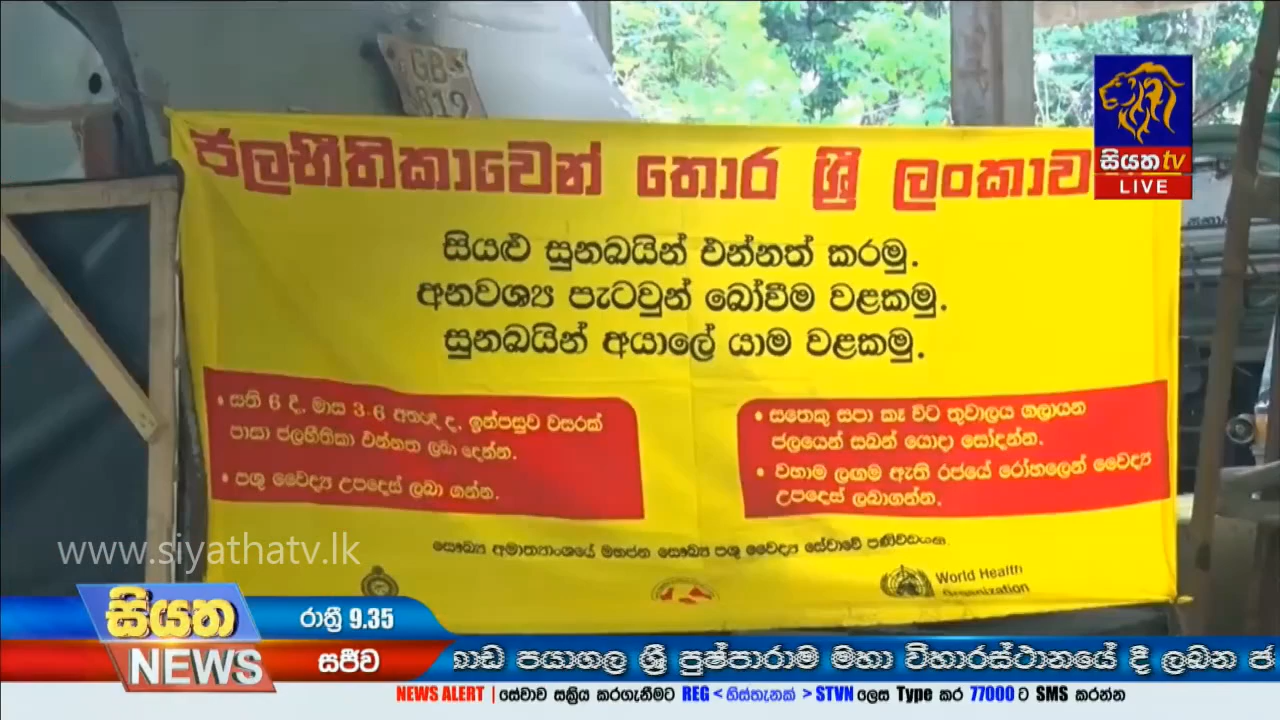 GB
819
ජලභීතිකාවෙන් තොර ශ්‍රී ලංකාව
සියළු සුනඛයින් එන්නත් කරමු.
අනවශ්‍ය පැටවුන් බෝවීම වළකමු.
සුනඛයින් අයාලේ යාම වළකමු.
• සති 6 දී, මාස 3-6 අතරදී ද, ඉන්පසුව වසරක්
පාසා ජලභීතිකා එන්නත ලබා දෙන්න.
• පශු වෛද්‍ය උපදෙස් ලබා ගන්න.
• සතෙකු සපා කෑ විට තුවාලය ගලායන
ජලයෙන් සබන් යොදා සෝදන්න.
• වහාම ළඟම ඇති රජයේ රෝහලෙන් වෛද්‍ය
උපදෙස් ලබාගන්න.
සෞඛ්‍ය අමාත්‍යාංශයේ මහජන සෞඛ්‍ය පශු වෛද්‍ය සේවාවේ පණිවිඩයකි.
World Health
Organization
සියත tv
LIVE
www.siyathatv.lk
සියත
NEWS
රාත්‍රී 9.35
සජීව
පයාගල ශ්‍රී පුෂ්පාරාම මහා විහාරස්ථානයේ දී ලබන
NEWS ALERT | සේවාව සක්‍රිය කරගැනීමට REG < හිස්තැනක් > STVN ලෙස Type කර 77000 ට SMS කරන්න